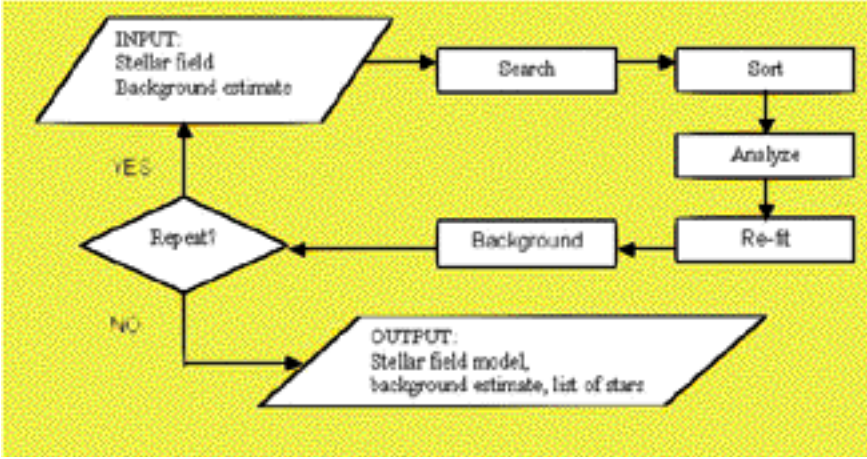 INPUT:
Stellar field
Background estimate
Search
Sort
Analyze
Re-fit
Background
Repeat?
YES
NO
OUTPUT:
Stellar field model,
background estimate, list of stars